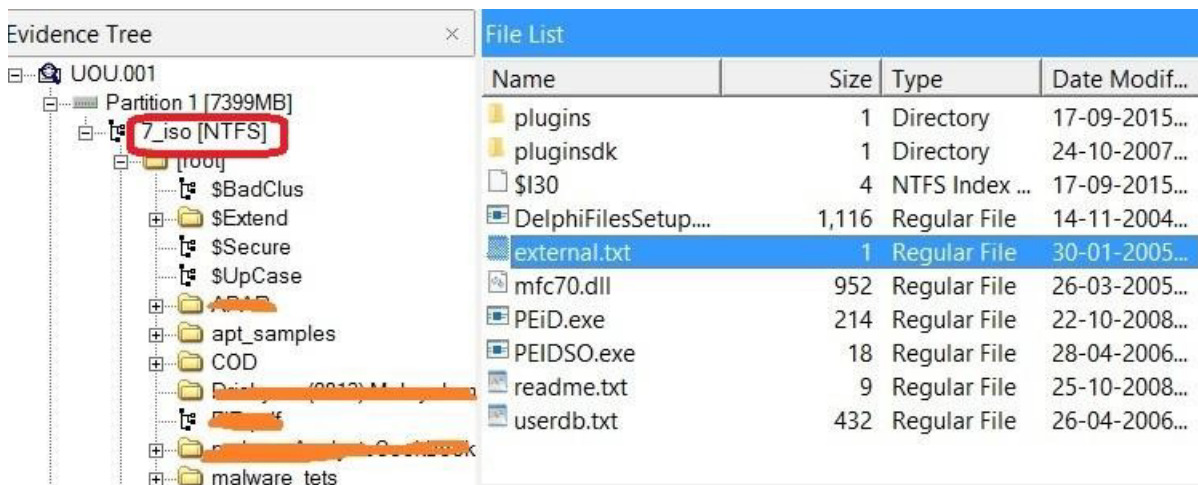 Evidence Tree
UOU.001
Partition 1 [7399MB]
7_iso [NTFS]
[root]
$BadClus
$Extend
$Secure
$UpCase
apt_samples
COD
malware_tets
File List
Name Size Type Date Modif...
plugins 1 Directory 17-09-2015...
pluginsdk 1 Directory 24-10-2007...
$I30 4 NTFS Index ... 17-09-2015...
DelphiFilesSetup.... 1,116 Regular File 14-11-2004...
external.txt 1 Regular File 30-01-2005...
mfc70.dll 952 Regular File 26-03-2005...
PEiD.exe 214 Regular File 22-10-2008...
PEIDSO.exe 18 Regular File 28-04-2006...
readme.txt 9 Regular File 25-10-2008...
userdb.txt 432 Regular File 26-04-2006...